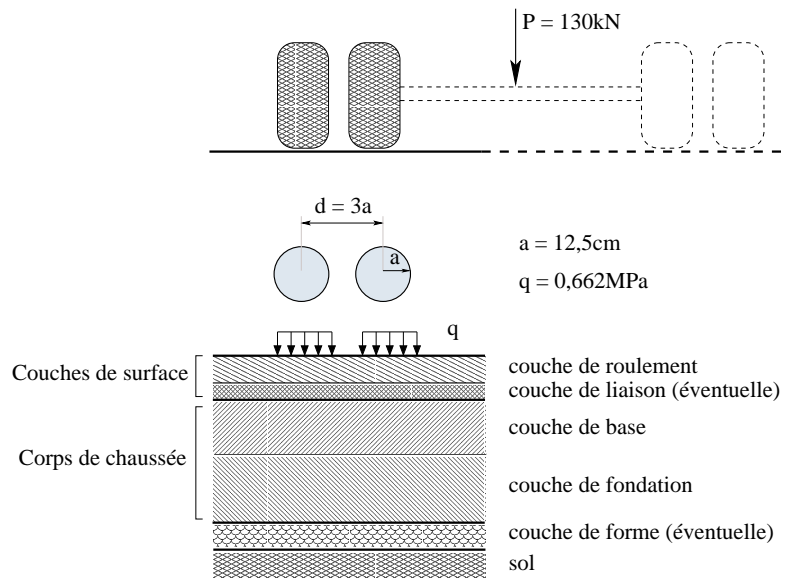 P = 130kN
d = 3a
a
a = 12,5cm
q = 0,662MPa
q
Couches de surface
couche de roulement
couche de liaison (éventuelle)
couche de base
Corps de chaussée
couche de fondation
couche de forme (éventuelle)
sol